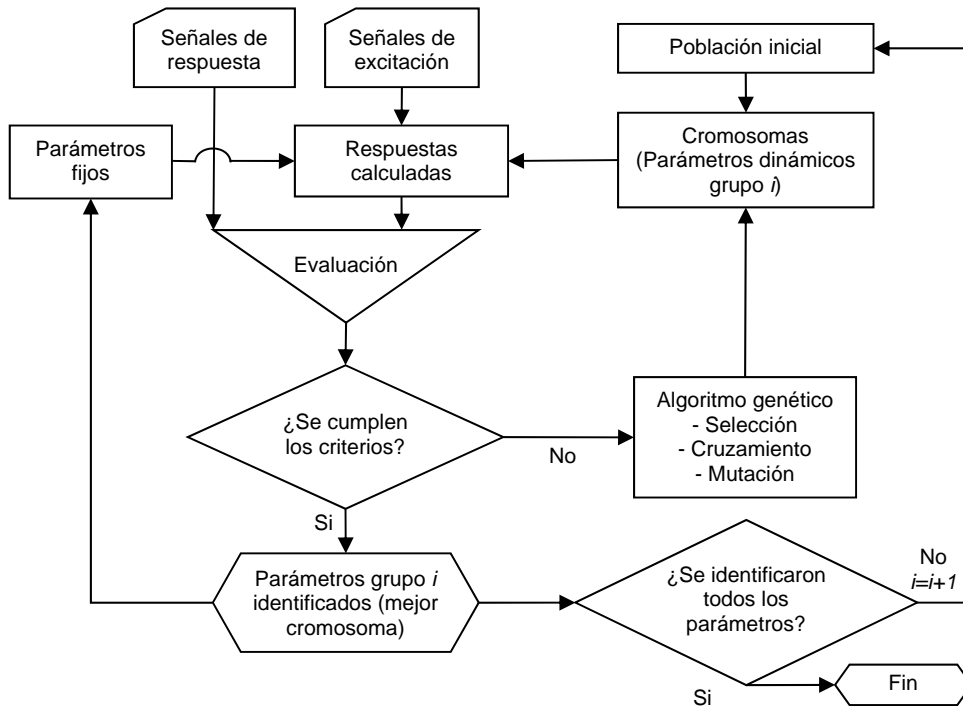 Señales de
respuesta
Señales de
excitación
Población inicial
Parámetros
fijos
Respuestas
calculadas
Cromosomas
(Parámetros dinámicos
grupo i)
Evaluación
¿Se cumplen
los criterios?
No
Algoritmo genético
- Selección
- Cruzamiento
- Mutación
Si
Parámetros grupo i
identificados (mejor
cromosoma)
¿Se identificaron
todos los
parámetros?
No
i=i+1
Si
Fin